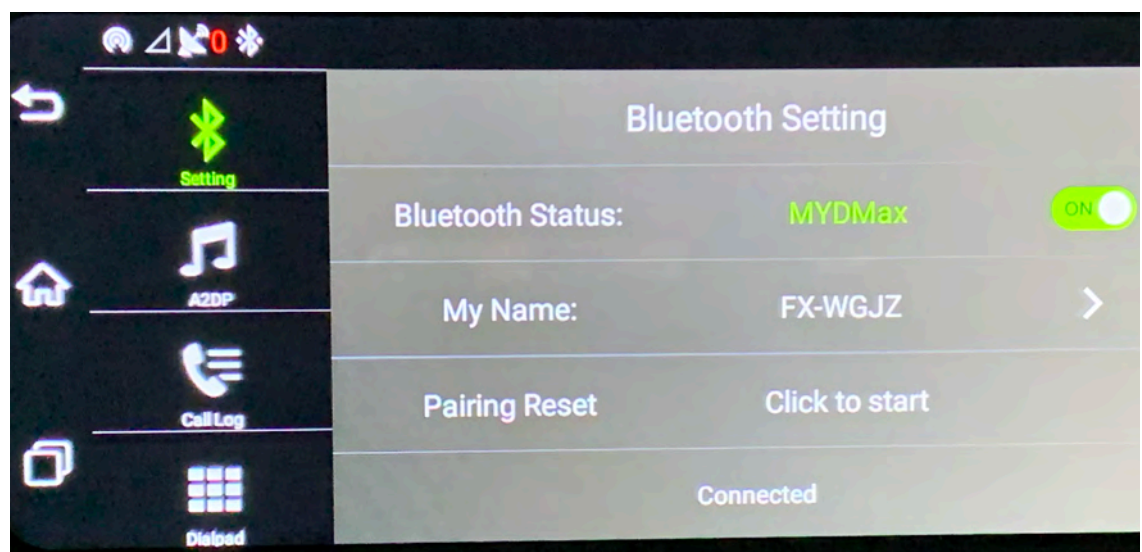 0
Setting
A2DP
Call Log
Dialpad
Bluetooth Setting
Bluetooth Status: MYDMax ON
My Name: FX-WGJZ
Pairing Reset Click to start
Connected